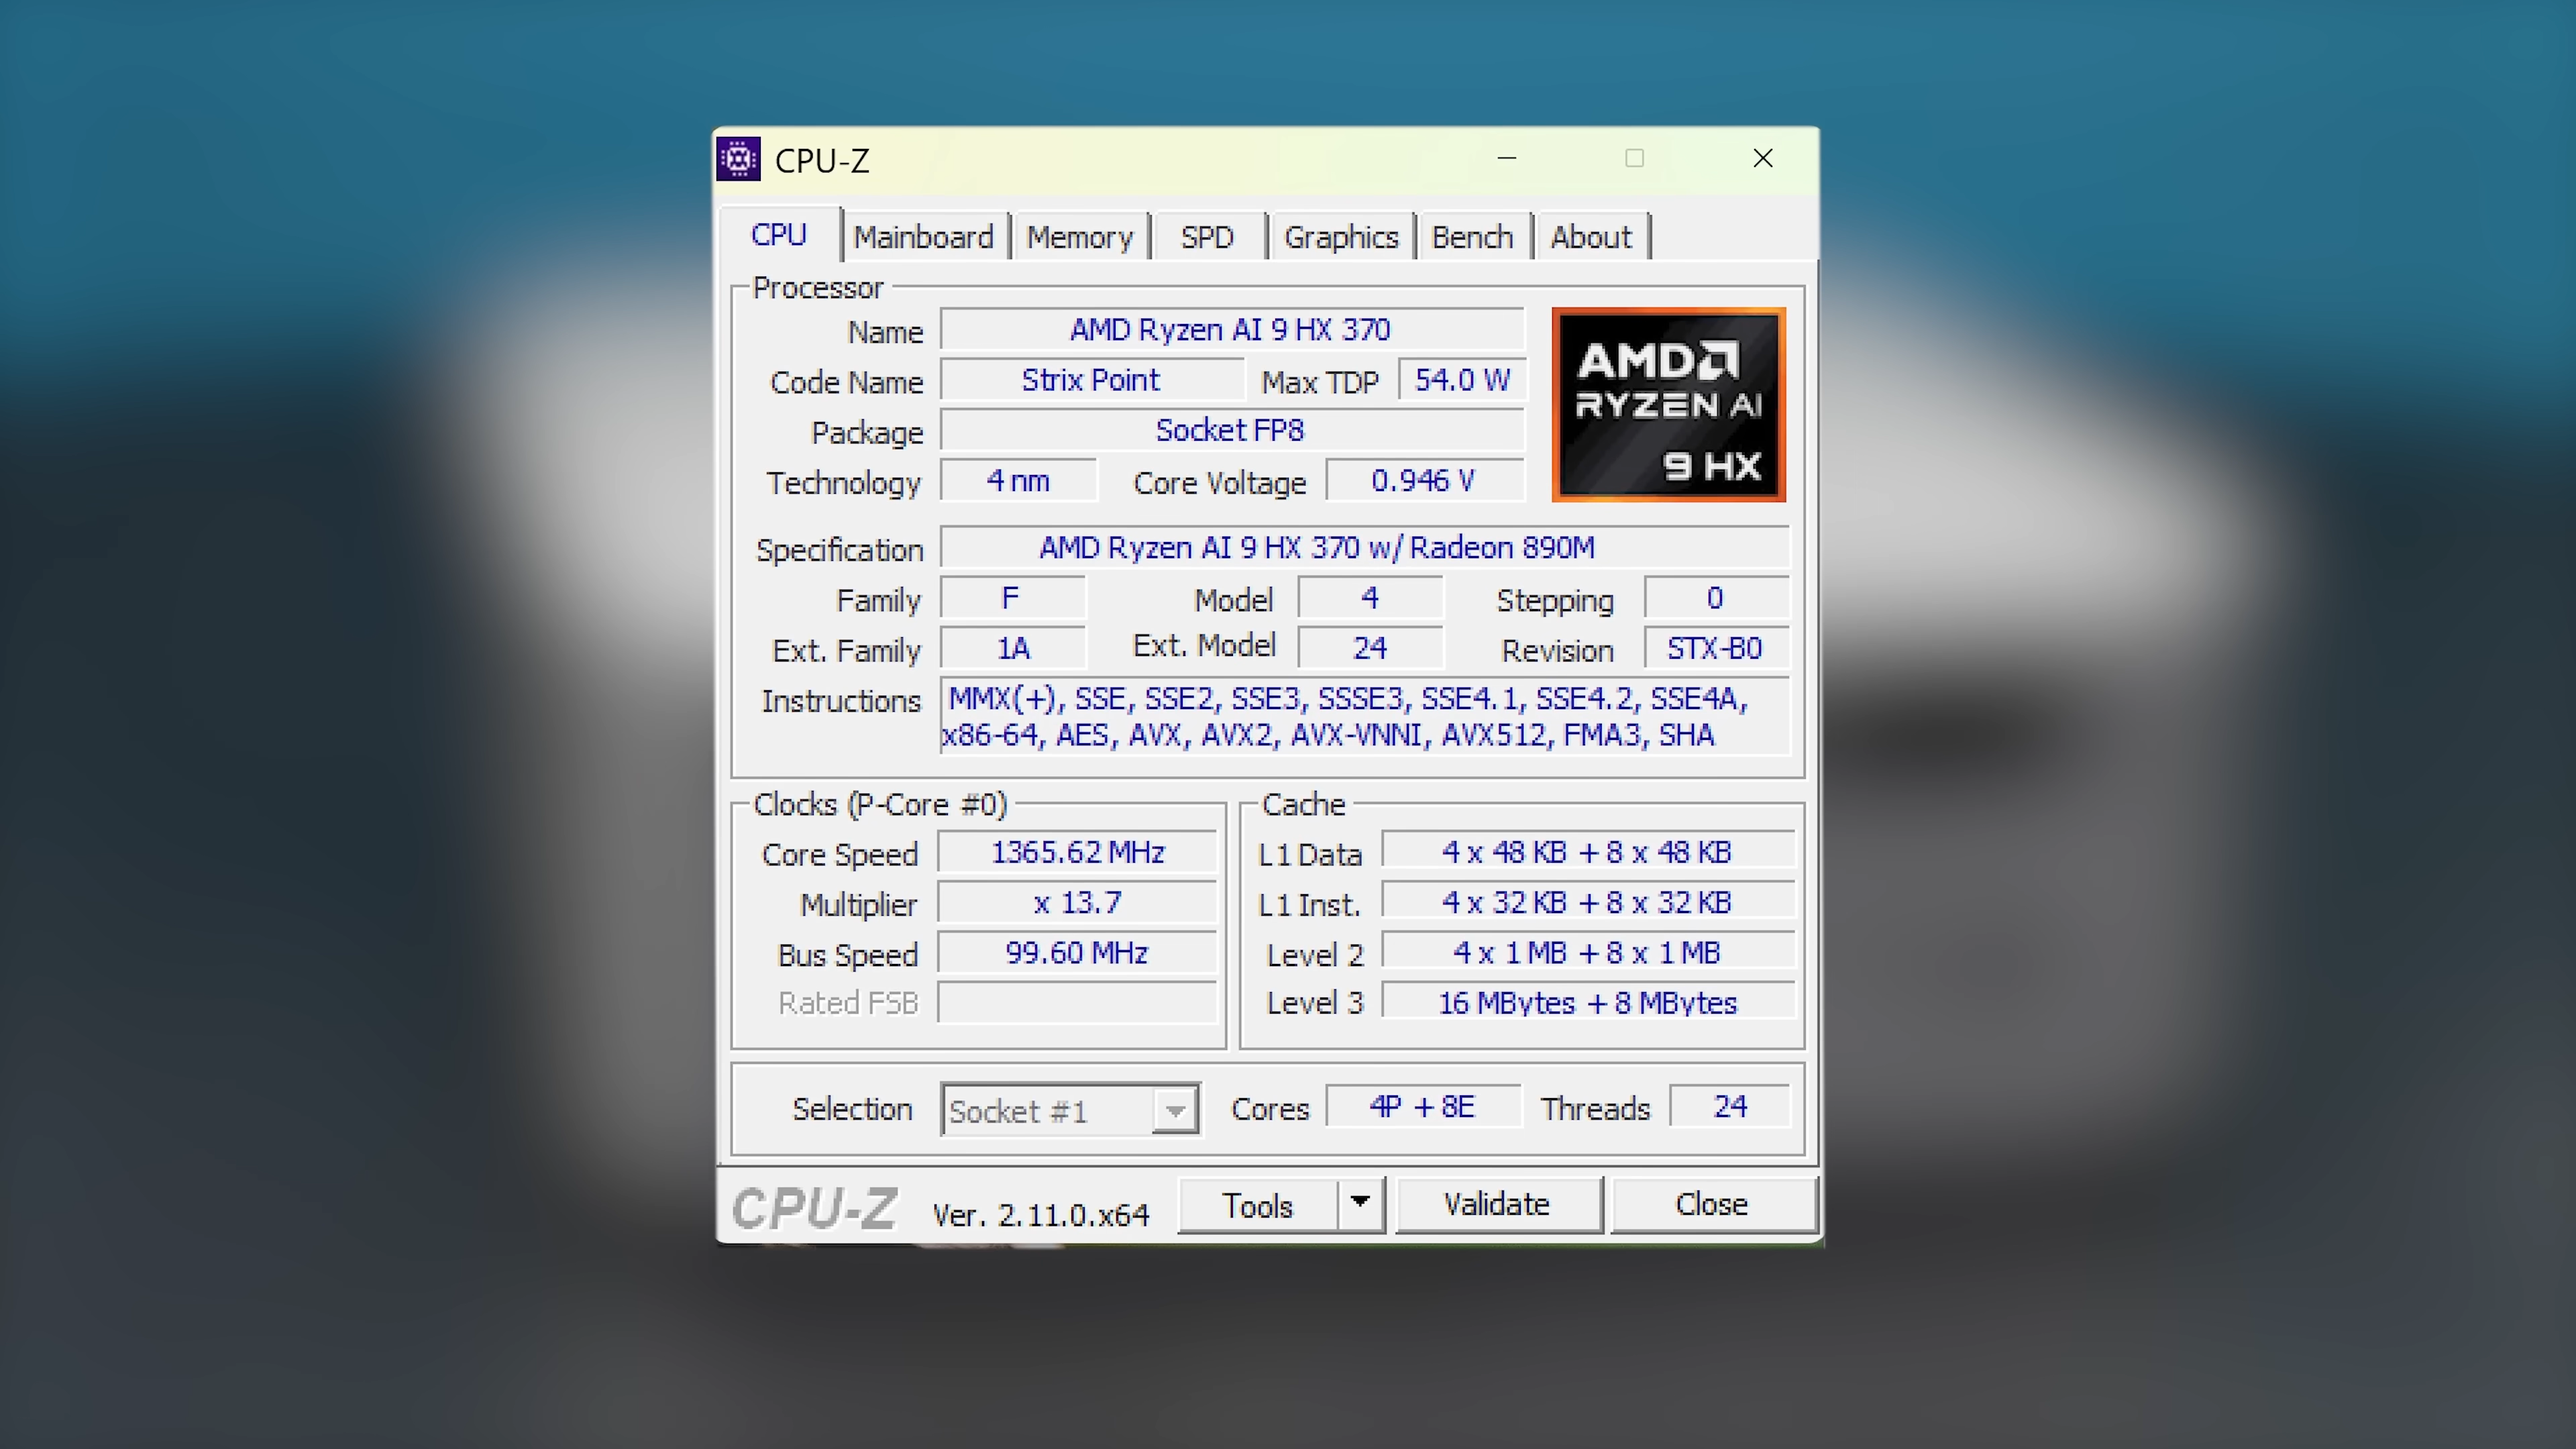 CPU-Z
CPU Mainboard Memory SPD Graphics Bench About
Processor
Name AMD Ryzen AI 9 HX 370
Code Name Strix Point Max TDP 54.0 W
Package Socket FP8
Technology 4 nm Core Voltage 0.946 V
AMD
RYZEN AI
9 HX
Specification AMD Ryzen AI 9 HX 370 w/ Radeon 890M
Family F Model 4 Stepping 0
Ext. Family 1A Ext. Model 24 Revision STX-B0
Instructions MMX(+), SSE, SSE2, SSE3, SSSE3, SSE4.1, SSE4.2, SSE4A,
x86-64, AES, AVX, AVX2, AVX-VNNI, AVX512, FMA3, SHA
Clocks (P-Core #0)
Core Speed 1365.62 MHz
Multiplier x 13.7
Bus Speed 99.60 MHz
Rated FSB
Cache
L1 Data 4 x 48 KB + 8 x 48 KB
L1 Inst. 4 x 32 KB + 8 x 32 KB
Level 2 4 x 1 MB + 8 x 1 MB
Level 3 16 MBytes + 8 MBytes
Selection Socket #1 Cores 4P + 8E Threads 24
CPU-Z Ver. 2.11.0.x64 Tools Validate Close